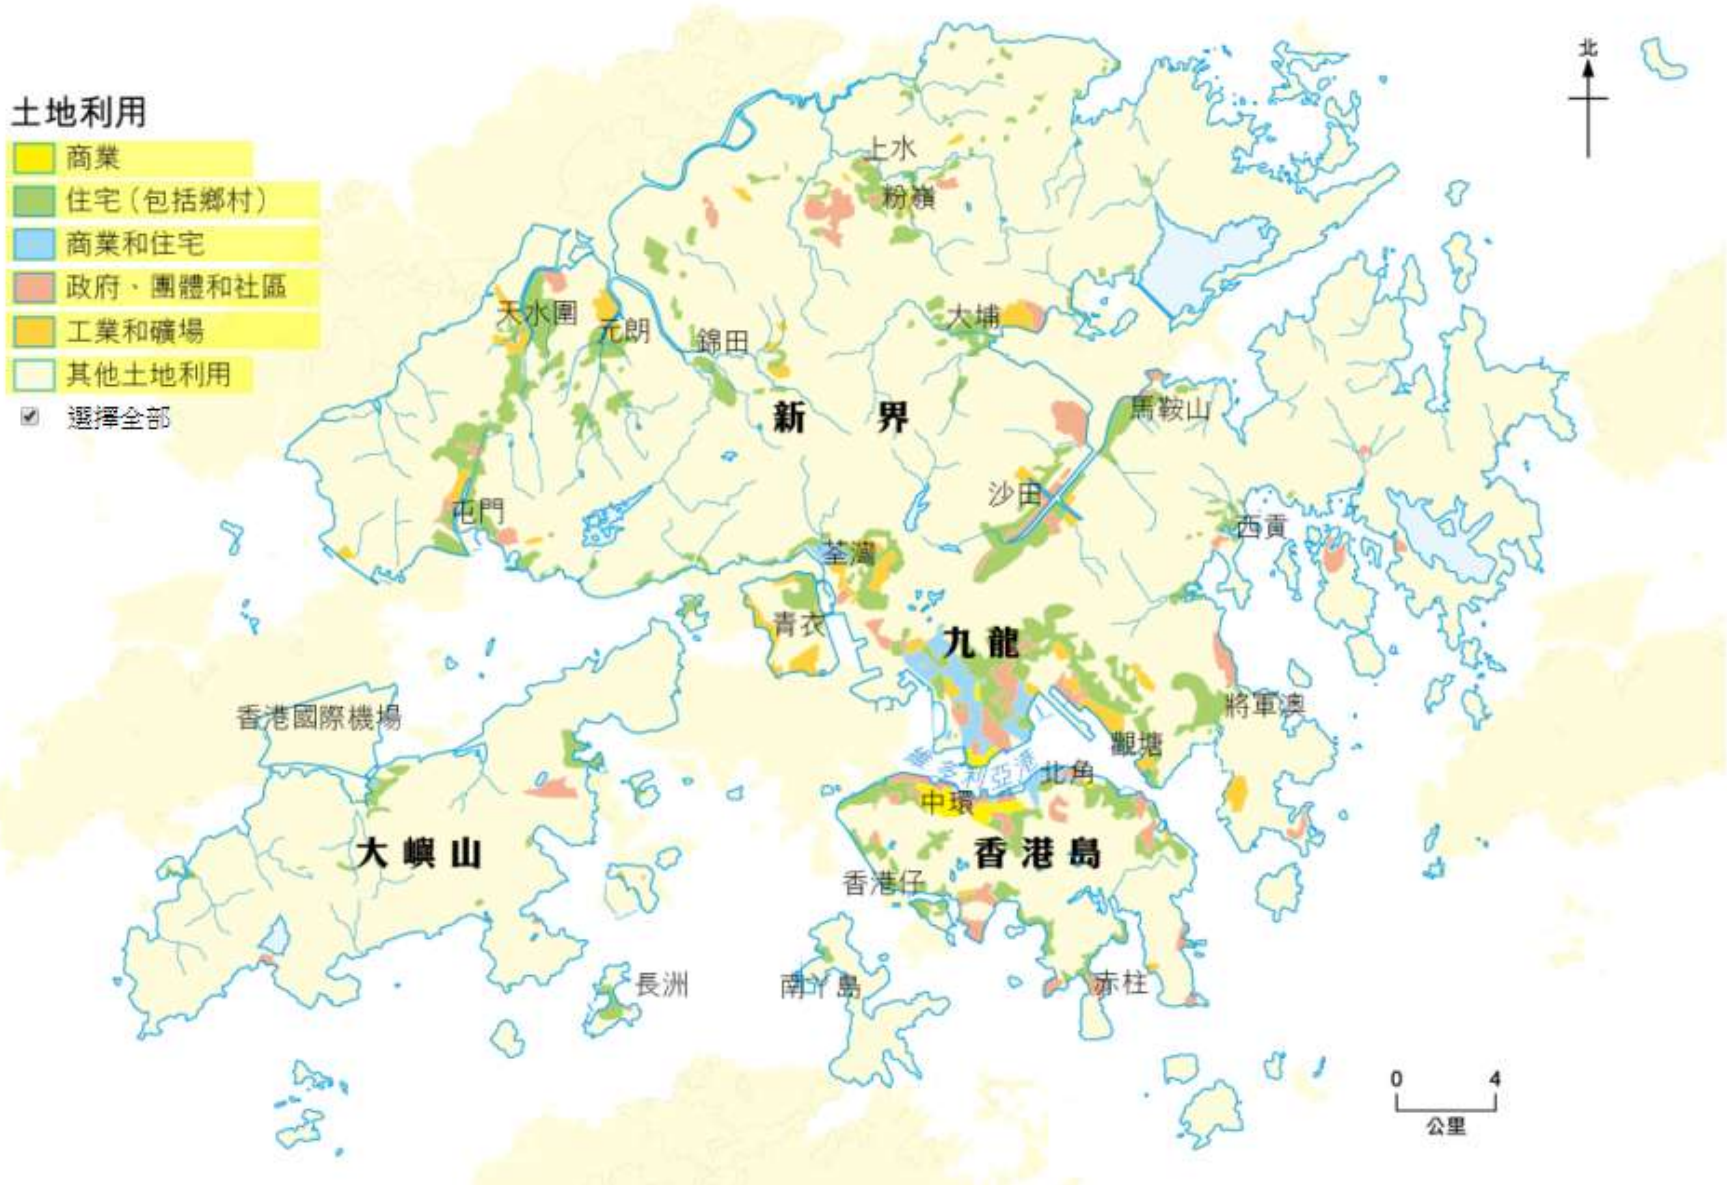 土地利用
商業
住宅（包括鄉村）
商業和住宅
政府、團體和社區
工業和礦場
其他土地利用
選擇全部
北
上水
粉嶺
天水圍
元朗
錦田
大埔
新界
馬鞍山
沙田
屯門
西貢
荃灣
青衣
九龍
香港國際機場
將軍澳
觀塘
維多利亞港
北角
中環
大嶼山
香港島
香港仔
長洲
南丫島
赤柱
0 4
公里